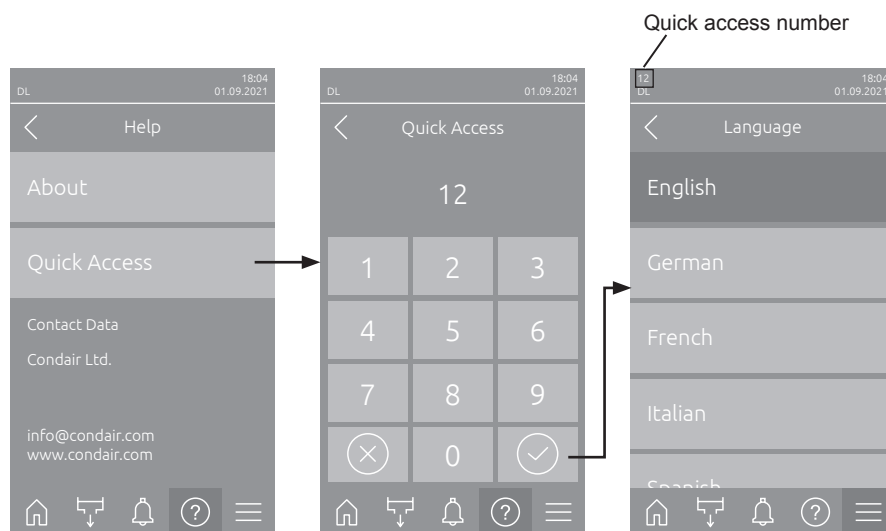 Quick access number
18:04
DL
01.09.2021
Help
About
Quick Access
Contact Data
Condair Ltd.
info@condair.com
www.condair.com
?
18:04
DL
01.09.2021
Quick Access
12
1 2 3
4 5 6
7 8 9
0
?
12
18:04
DL
01.09.2021
Language
English
German
French
Italian
Spanish
?